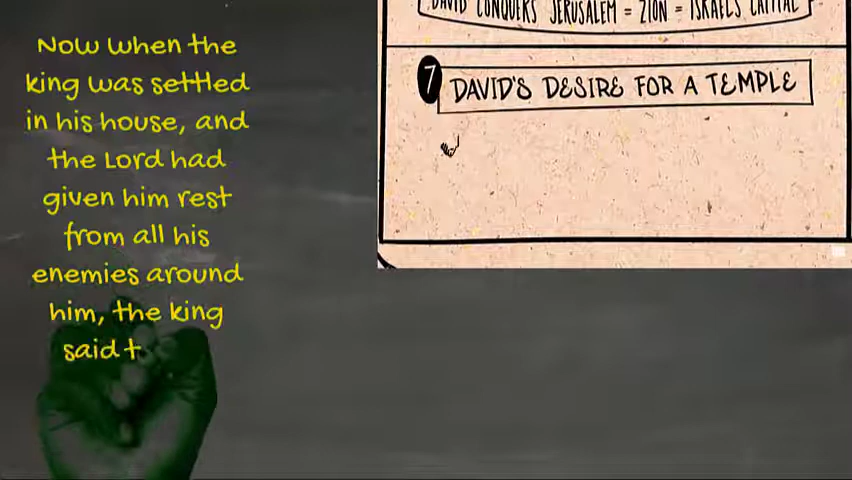 Now when the
king was settled
in his house, and
the Lord had
given him rest
from all his
enemies around
him, the king
said t
DAVID CONQUERS JERUSALEM = ZION = ISRAEL'S CAPITAL
7 DAVID'S DESIRE FOR A TEMPLE